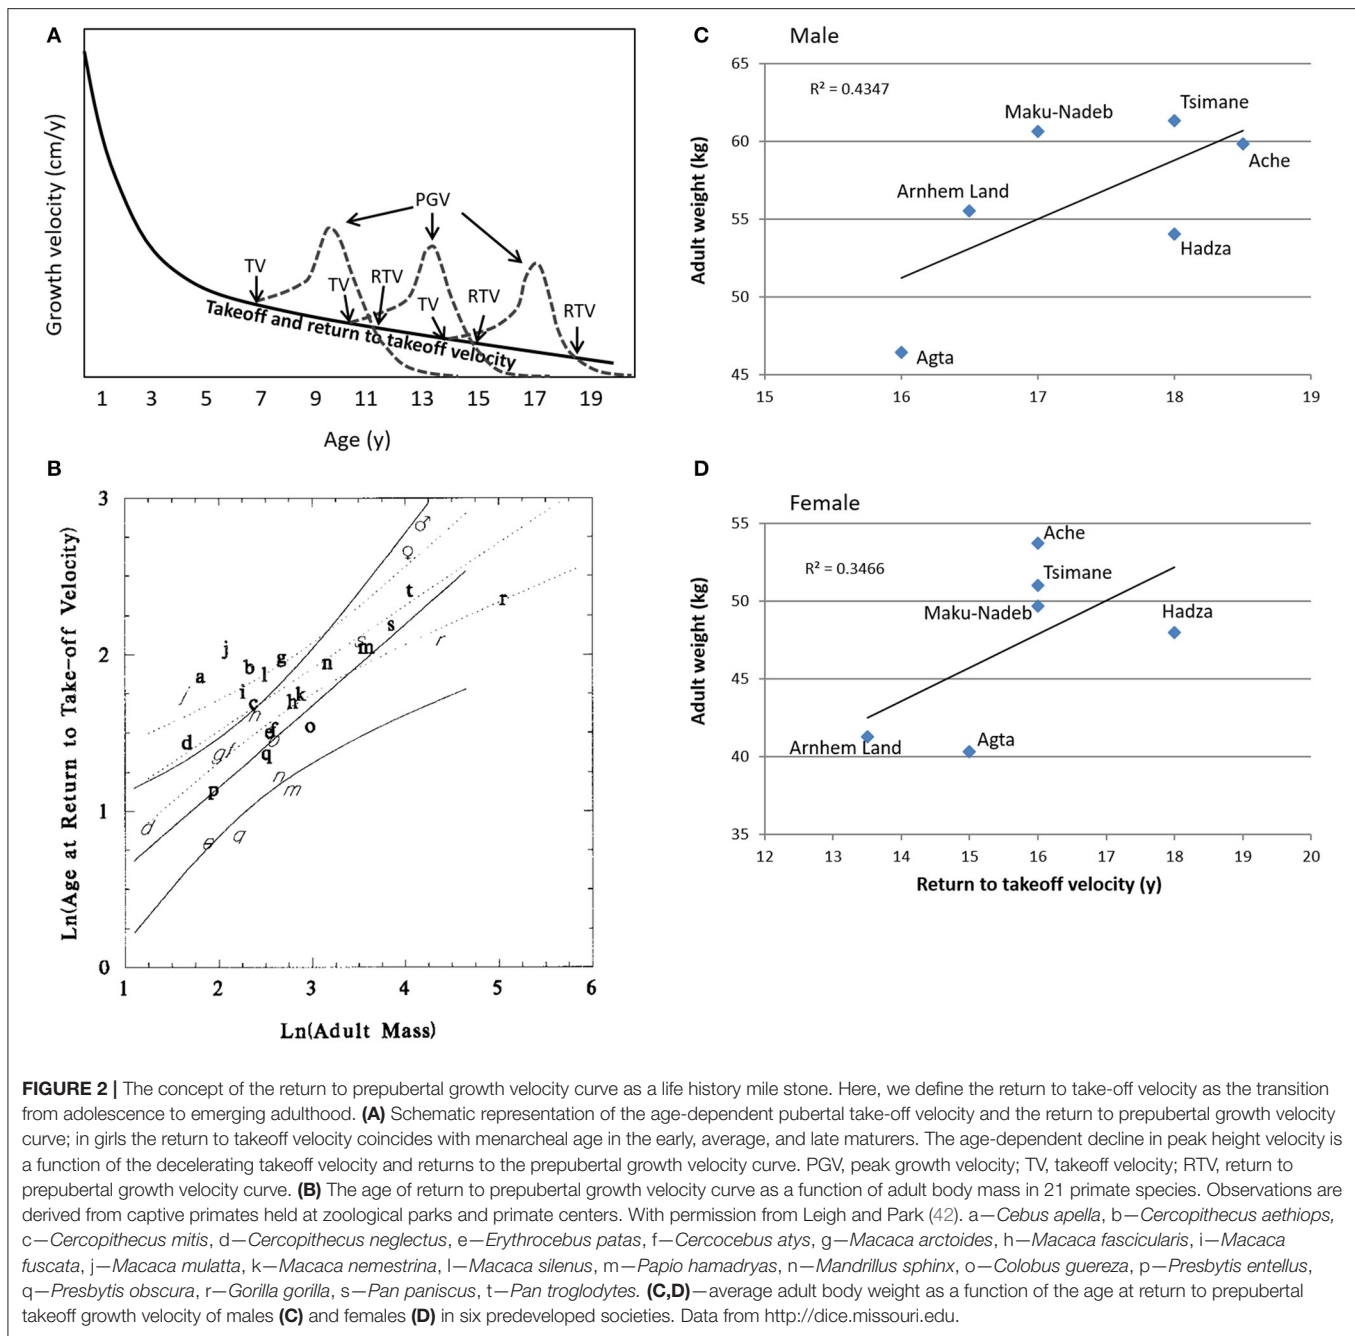 A
Growth velocity (cm/y)
PGV
TV
TV
RTV
TV
RTV
RTV
Takeoff and return to takeoff velocity
1 3 5 7 9 11 13 15 17 19
Age (y)
B
Ln(Age at Return to Take-off Velocity)
3
2
1
0
♂
♀
t
r
s
s
m
r
j
g
b
l
n
a
i
k
h
c
n
d
f
e
o
g f
q
n
p
m
d
e
q
1 2 3 4 5 6
Ln(Adult Mass)
C
Male
Adult weight (kg)
65
60
55
50
45
R² = 0.4347
Maku-Nadeb
Tsimane
Ache
Arnhem Land
Hadza
Agta
15 16 17 18 19
D
Female
Adult weight (kg)
55
50
45
40
35
R² = 0.3466
Ache
Tsimane
Maku-Nadeb
Hadza
Arnhem Land
Agta
12 13 14 15 16 17 18 19 20
Return to takeoff velocity (y)
FIGURE 2 | The concept of the return to prepubertal growth velocity curve as a life history mile stone. Here, we define the return to take-off velocity as the transition
from adolescence to emerging adulthood. (A) Schematic representation of the age-dependent pubertal take-off velocity and the return to prepubertal growth velocity
curve; in girls the return to takeoff velocity coincides with menarcheal age in the early, average, and late maturers. The age-dependent decline in peak height velocity is
a function of the decelerating takeoff velocity and returns to the prepubertal growth velocity curve. PGV, peak growth velocity; TV, takeoff velocity; RTV, return to
prepubertal growth velocity curve. (B) The age of return to prepubertal growth velocity curve as a function of adult body mass in 21 primate species. Observations are
derived from captive primates held at zoological parks and primate centers. With permission from Leigh and Park (42). a—Cebus apella, b—Cercopithecus aethiops,
c—Cercopithecus mitis, d—Cercopithecus neglectus, e—Erythrocebus patas, f—Cercocebus atys, g—Macaca arctoides, h—Macaca fascicularis, i—Macaca
fuscata, j—Macaca mulatta, k—Macaca nemestrina, l—Macaca silenus, m—Papio hamadryas, n—Mandrillus sphinx, o—Colobus guereza, p—Presbytis entellus,
q—Presbytis obscura, r—Gorilla gorilla, s—Pan paniscus, t—Pan troglodytes. (C,D)—average adult body weight as a function of the age at return to prepubertal
takeoff growth velocity of males (C) and females (D) in six predeveloped societies. Data from http://dice.missouri.edu.